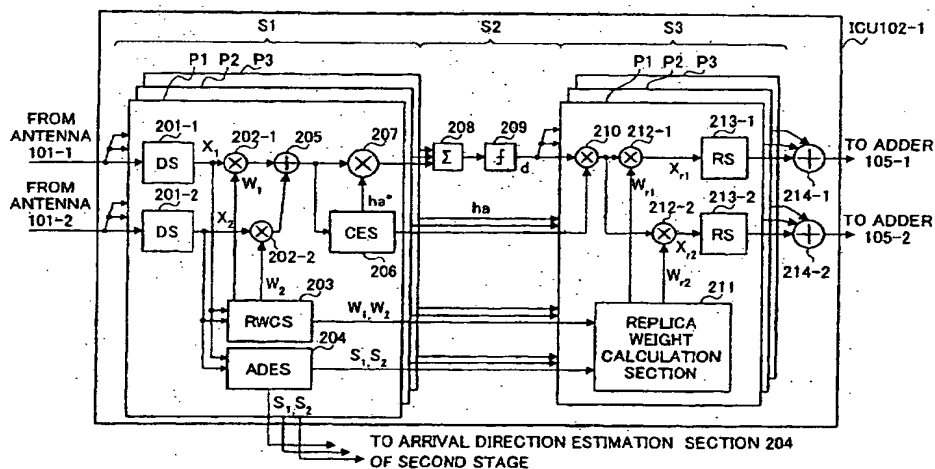 S1 S2 S3 ICU102-1
P1 P2 P3 P1 P2 P3
FROM
ANTENNA
101-1
201-1 X1 202-1 205 207 208 209 210 212-1 213-1
DS W1 Σ d Wr1 Xr1 RS
TO ADDER
105-1
214-1
FROM
ANTENNA
101-2
201-2 X2 ha* ha 212-2 213-2
DS CES Xr2 RS
TO ADDER
105-2
214-2
202-2 206
W2 203 Wr2 211
RWCS W1, W2
204
ADES S1, S2
REPLICA
WEIGHT
CALCULATION
SECTION
S1, S2
TO ARRIVAL DIRECTION ESTIMATION SECTION 204
OF SECOND STAGE